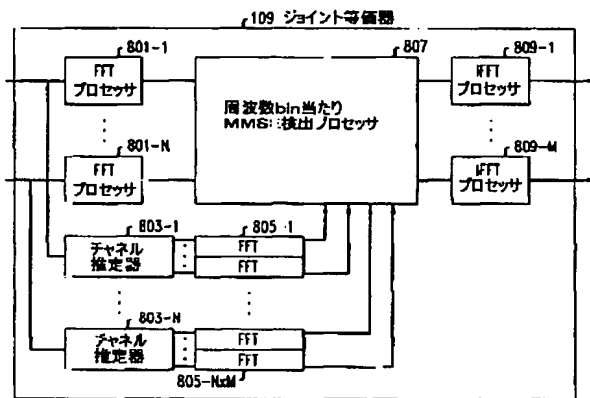 109 ジョイント等価器
801-1
807
809-1
FFT
プロセッサ
周波数bin当たり
検出プロセッサ
IFFT
プロセッサ
801-N
809-M
FFT
プロセッサ
IFFT
プロセッサ
803-1
805-1
チャネル
推定器
FFT
FFT
803-N
チャネル
推定器
FFT
FFT
805-NxM